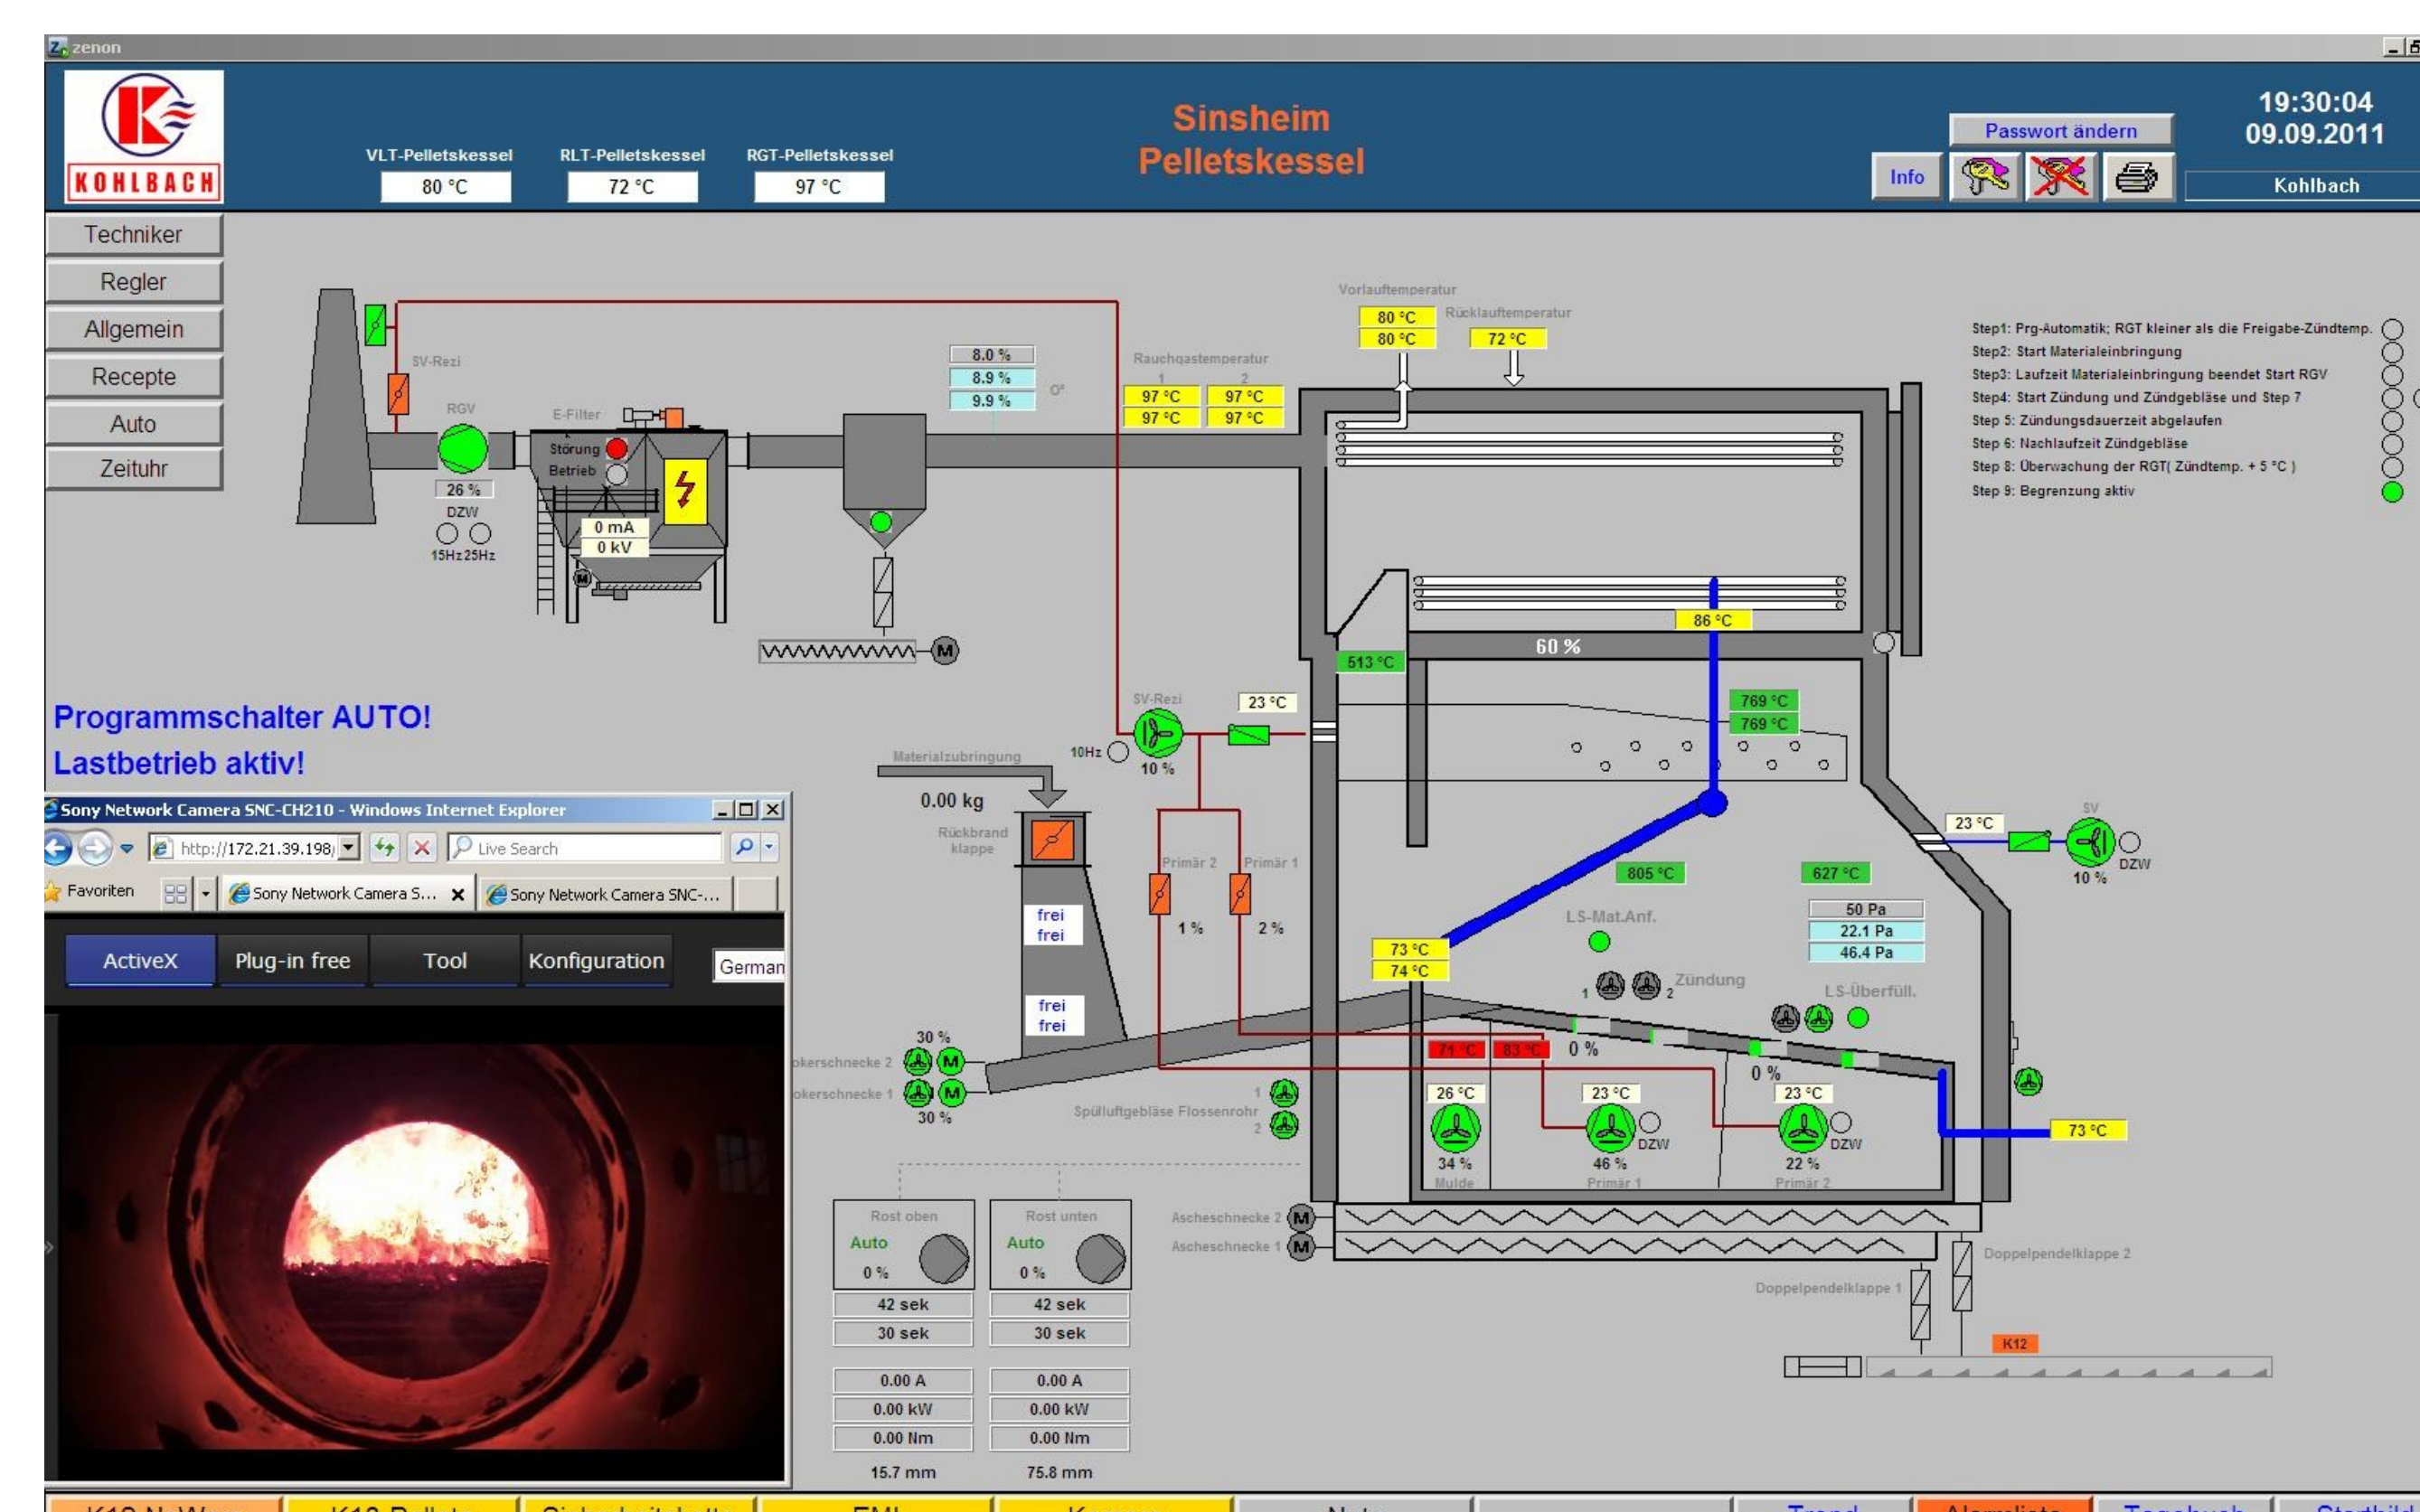 zenon
KOHLBACH
VLT-Pelletskessel RLT-Pelletskessel RGT-Pelletskessel
80 °C 72 °C 97 °C
Sinsheim
Pelletskessel
Passwort ändern
Info
19:30:04
09.09.2011
Kohlbach
Techniker
Regler
Allgemein
Recepte
Auto
Zeituhr
SV-Rezi
RGV
26 %
DZW
15Hz 25Hz
E-Filter
Störung
Betrieb
0 mA
0 kV
M
M
8.0 %
8.9 %
9.9 %
Rauchgastemperatur
1 2
97 °C 97 °C
97 °C 97 °C
Vorlauftemperatur
80 °C
80 °C
Rücklauftemperatur
72 °C
Step1: Prg-Automatik; RGT kleiner als die Freigabe-Zündtemp.
Step2: Start Materialeinbringung
Step3: Laufzeit Materialeinbringung beendet Start RGV
Step4: Start Zündung und Zündgebläse und Step 7
Step 5: Zündungsdauerzeit abgelaufen
Step 6: Nachlaufzeit Zündgebläse
Step 8: Überwachung der RGT( Zündtemp. + 5 °C )
Step 9: Begrenzung aktiv
86 °C
60 %
513 °C
769 °C
769 °C
Programmschalter AUTO!
Lastbetrieb aktiv!
SV-Rezi
23 °C
10Hz
10 %
Materialzubringung
0.00 kg
Rückbrand
klappe
Primär 2 Primär 1
1 % 2 %
frei
frei
frei
frei
805 °C 627 °C
LS-Mat.Anf.
50 Pa
22.1 Pa
46.4 Pa
23 °C
SV
DZW
10 %
73 °C
74 °C
1 2 Zündung
LS-Überfüll.
30 %
okerschnecke 2 M
okerschnecke 1 M
30 %
1
Spülluftgebläse Flossenrohr
2
71 °C 83 °C 0 %
0 %
26 °C 23 °C 23 °C
DZW DZW
34 % 46 % 22 %
Mulde Primär 1 Primär 2
73 °C
Rost oben Rost unten
Auto Auto
0 % 0 %
42 sek 42 sek
30 sek 30 sek
0.00 A 0.00 A
0.00 kW 0.00 kW
0.00 Nm 0.00 Nm
15.7 mm 75.8 mm
Ascheschnecke 2 M
Ascheschnecke 1 M
Doppelpendelklappe 2
Doppelpendelklappe 1
K12
Sony Network Camera SNC-CH210 - Windows Internet Explorer
http://172.21.39.198/ Live Search
Favoriten Sony Network Camera S... Sony Network Camera SNC-...
ActiveX Plug-in free Tool Konfiguration German